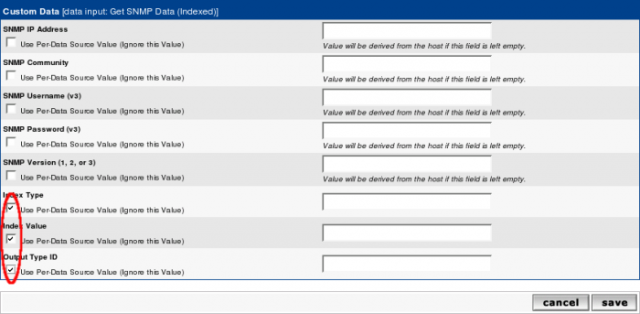 Custom Data [data input: Get SNMP Data (Indexed)]
SNMP IP Address
Use Per-Data Source Value (Ignore this Value)
Value will be derived from the host if this field is left empty.
SNMP Community
Use Per-Data Source Value (Ignore this Value)
Value will be derived from the host if this field is left empty.
SNMP Username (v3)
Use Per-Data Source Value (Ignore this Value)
Value will be derived from the host if this field is left empty.
SNMP Password (v3)
Use Per-Data Source Value (Ignore this Value)
Value will be derived from the host if this field is left empty.
SNMP Version (1, 2, or 3)
Use Per-Data Source Value (Ignore this Value)
Value will be derived from the host if this field is left empty.
Index Type
Use Per-Data Source Value (Ignore this Value)
Index Value
Use Per-Data Source Value (Ignore this Value)
Output Type ID
Use Per-Data Source Value (Ignore this Value)
cancel save